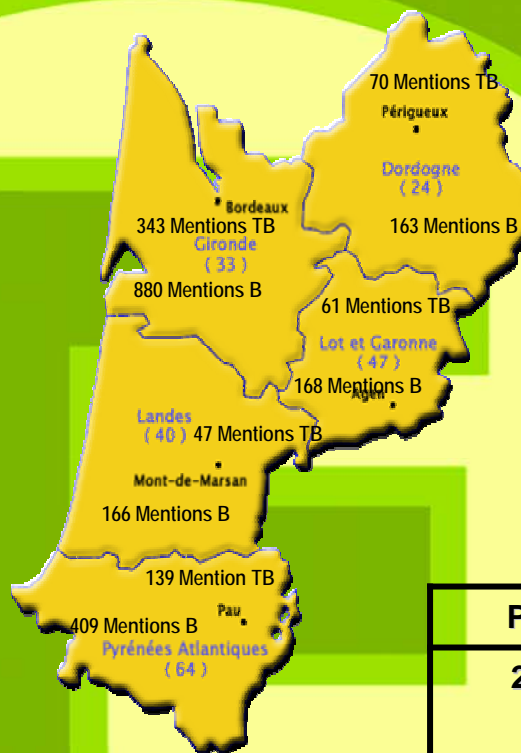 70 Mentions TB
Périgueux
Dordogne
( 24 )
163 Mentions B
Bordeaux
343 Mentions TB
Gironde
( 33 )
880 Mentions B
61 Mentions TB
Lot et Garonne
( 47 )
168 Mentions B
Agen
Landes
( 40 ) 47 Mentions TB
Mont-de-Marsan
166 Mentions B
139 Mention TB
Pau
409 Mentions B
Pyrénées Atlantiques
( 64 )
P
2